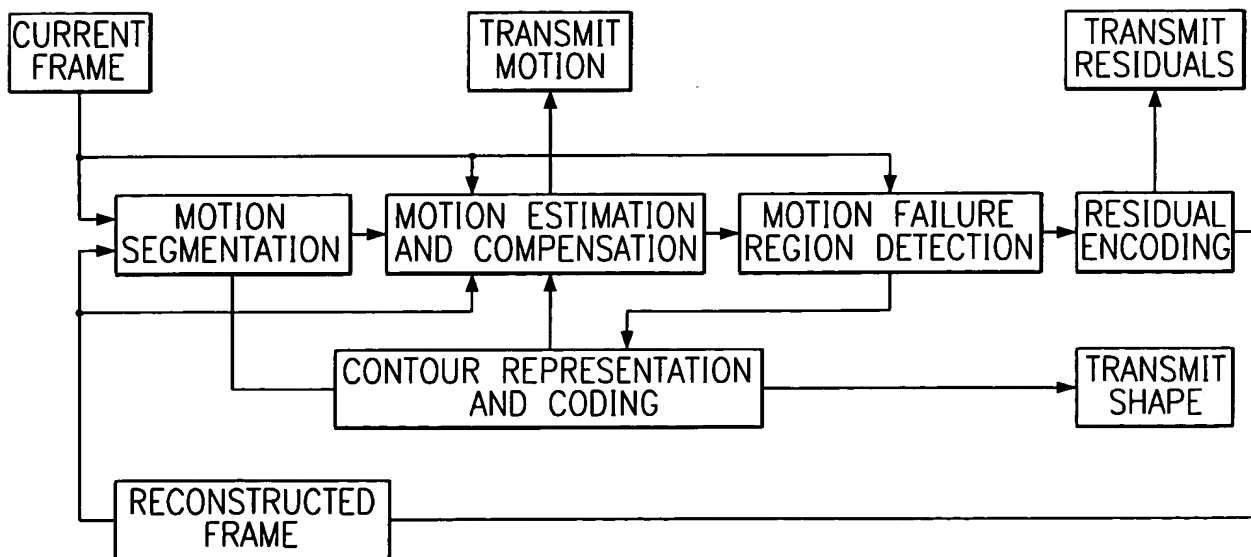 CURRENT
FRAME
TRANSMIT
MOTION
TRANSMIT
RESIDUALS
MOTION
SEGMENTATION
MOTION ESTIMATION
AND COMPENSATION
MOTION FAILURE
REGION DETECTION
RESIDUAL
ENCODING
CONTOUR REPRESENTATION
AND CODING
TRANSMIT
SHAPE
RECONSTRUCTED
FRAME